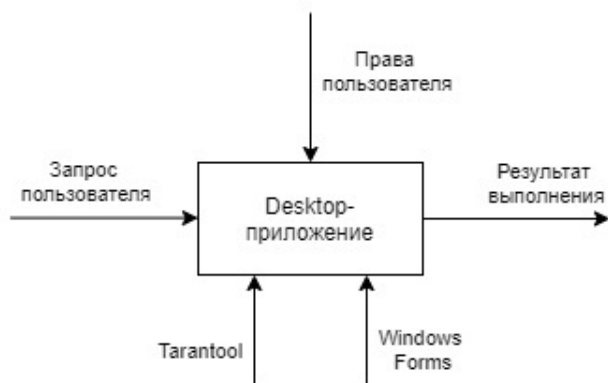 Права
пользователя
Запрос
пользователя
Результат
выполнения
Desktop-
приложение
Tarantool
Windows
Forms